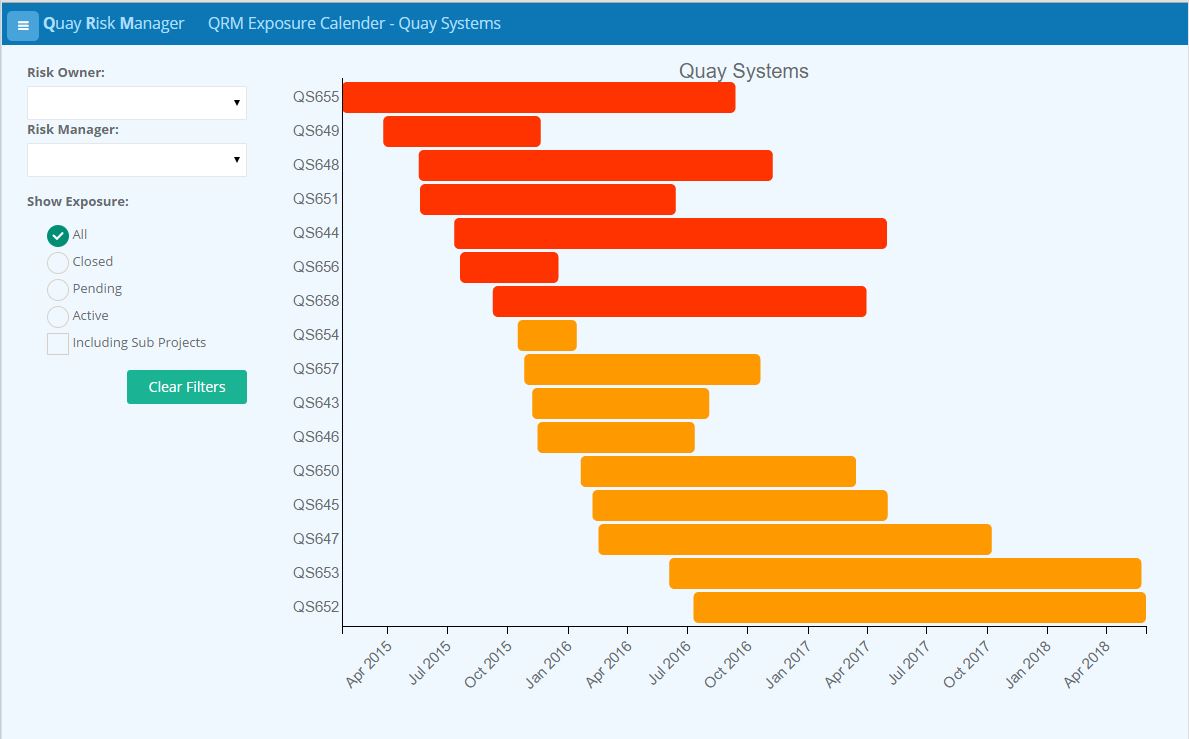 Quay Risk Manager QRM Exposure Calender - Quay Systems
Risk Owner:
Risk Manager:
Show Exposure:
All
Closed
Pending
Active
Including Sub Projects
Clear Filters
Quay Systems
QS655
QS649
QS648
QS651
QS644
QS656
QS658
QS654
QS657
QS643
QS646
QS650
QS645
QS647
QS653
QS652
Apr 2015
Jul 2015
Oct 2015
Jan 2016
Apr 2016
Jul 2016
Oct 2016
Jan 2017
Apr 2017
Jul 2017
Oct 2017
Jan 2018
Apr 2018